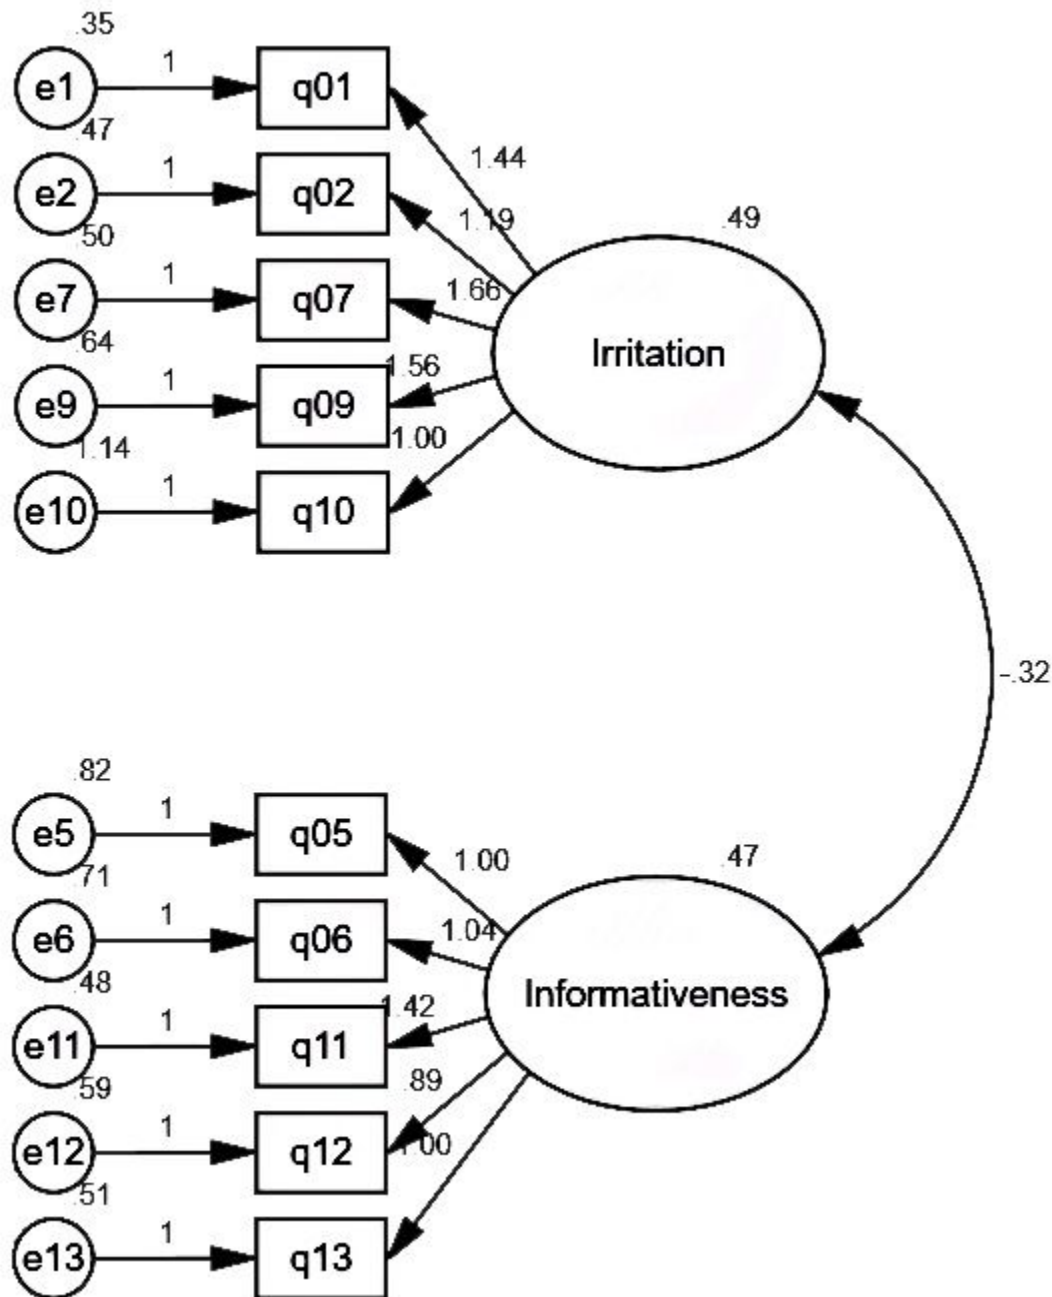 .35
e1 1 q01
1.44
.47
e2 1 q02
1.19
.50
e7 1 q07
1.66
.49
Irritation
.64
e9 1 q09
1.56
1.14
e10 1 q10
1.00
-.32
.82
e5 1 q05
1.00
.71
e6 1 q06
1.04
.47
Informativeness
.48
e11 1 q11
1.42
.59
e12 1 q12
.89
.51
e13 1 q13
1.00